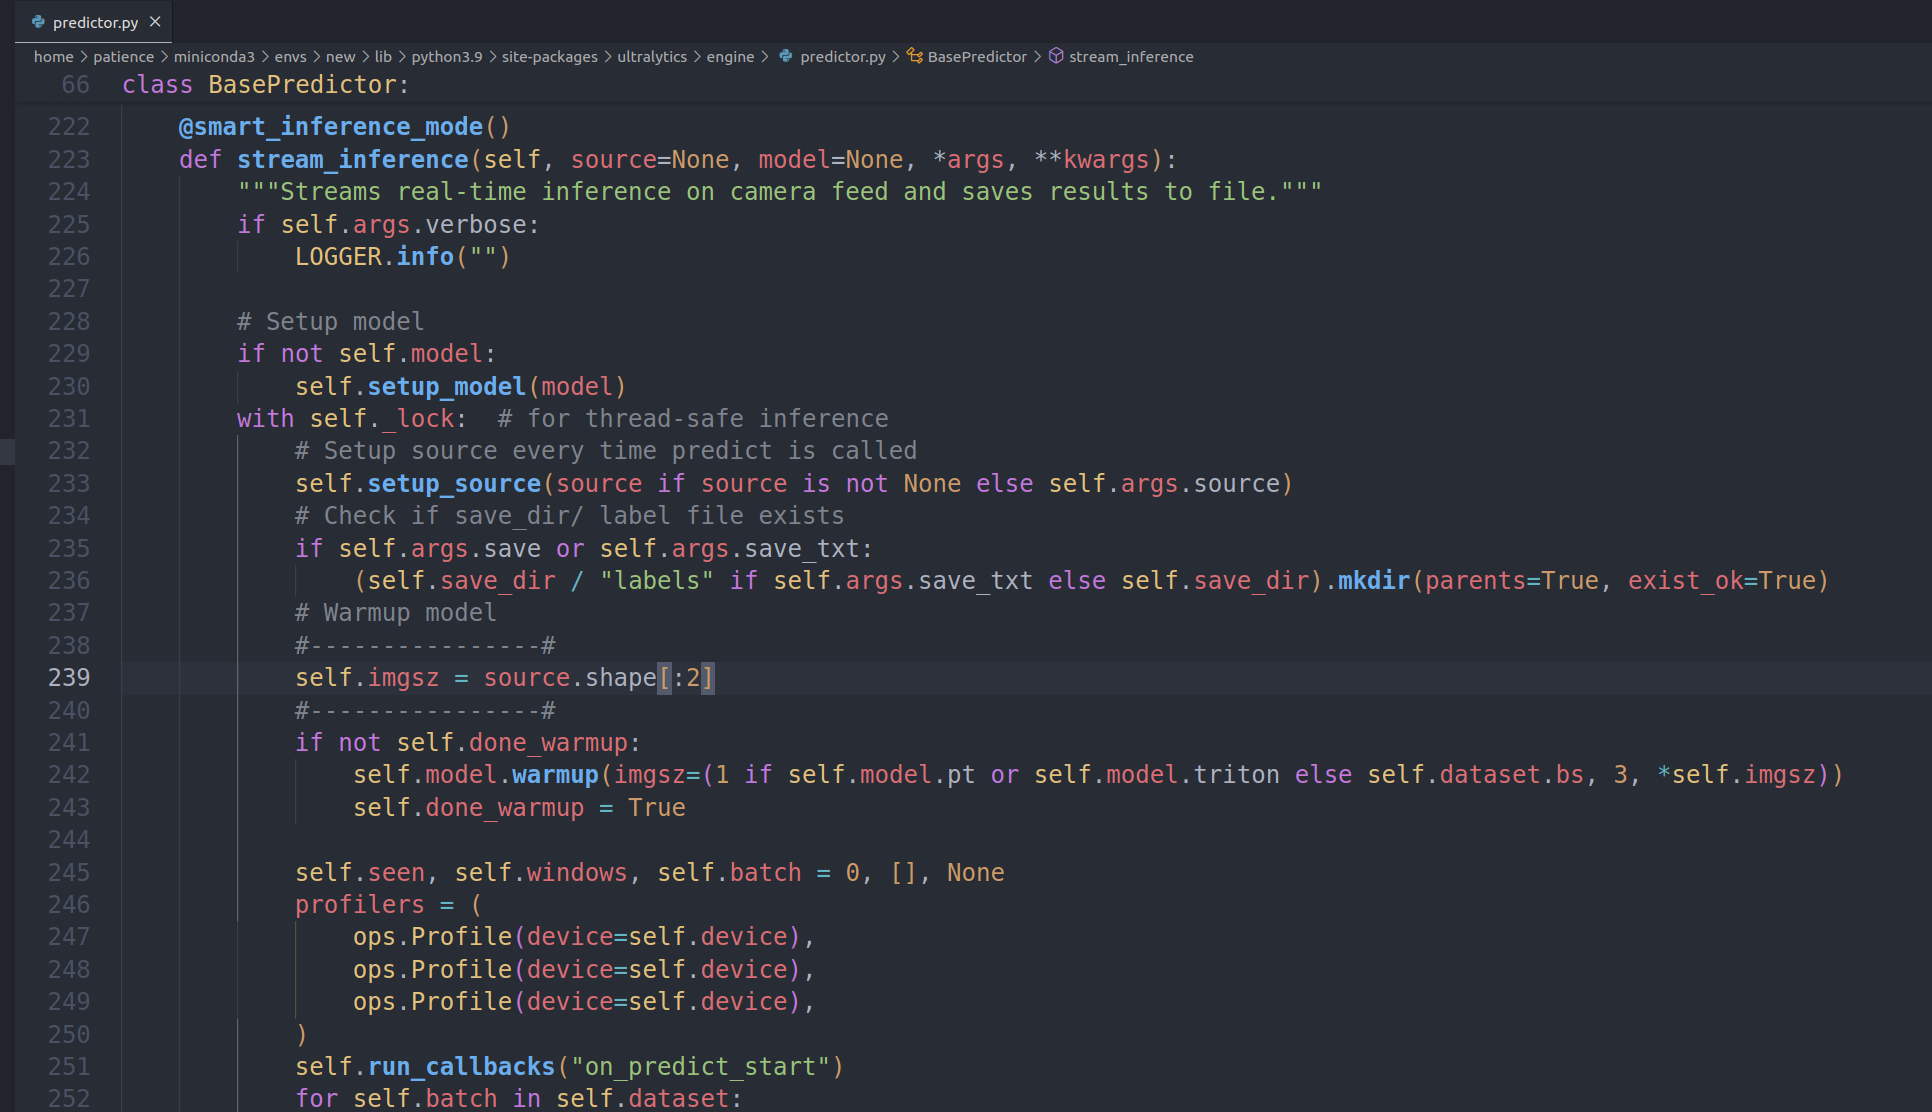 predictor.py
home > patience > miniconda3 > envs > new > lib > python3.9 > site-packages > ultralytics > engine > predictor.py > BasePredictor > stream_inference
66 class BasePredictor:
222     @smart_inference_mode()
223     def stream_inference(self, source=None, model=None, *args, **kwargs):
224         """Streams real-time inference on camera feed and saves results to file."""
225         if self.args.verbose:
226             LOGGER.info("")
227
228         # Setup model
229         if not self.model:
230             self.setup_model(model)
231         with self._lock:  # for thread-safe inference
232             # Setup source every time predict is called
233             self.setup_source(source if source is not None else self.args.source)
234             # Check if save_dir/ label file exists
235             if self.args.save or self.args.save_txt:
236                 (self.save_dir / "labels" if self.args.save_txt else self.save_dir).mkdir(parents=True, exist_ok=True)
237             # Warmup model
238             #----------------#
239             self.imgsz = source.shape[:2]
240             #----------------#
241             if not self.done_warmup:
242                 self.model.warmup(imgsz=(1 if self.model.pt or self.model.triton else self.dataset.bs, 3, *self.imgsz))
243                 self.done_warmup = True
244
245             self.seen, self.windows, self.batch = 0, [], None
246             profilers = (
247                 ops.Profile(device=self.device),
248                 ops.Profile(device=self.device),
249                 ops.Profile(device=self.device),
250             )
251             self.run_callbacks("on_predict_start")
252             for self.batch in self.dataset: